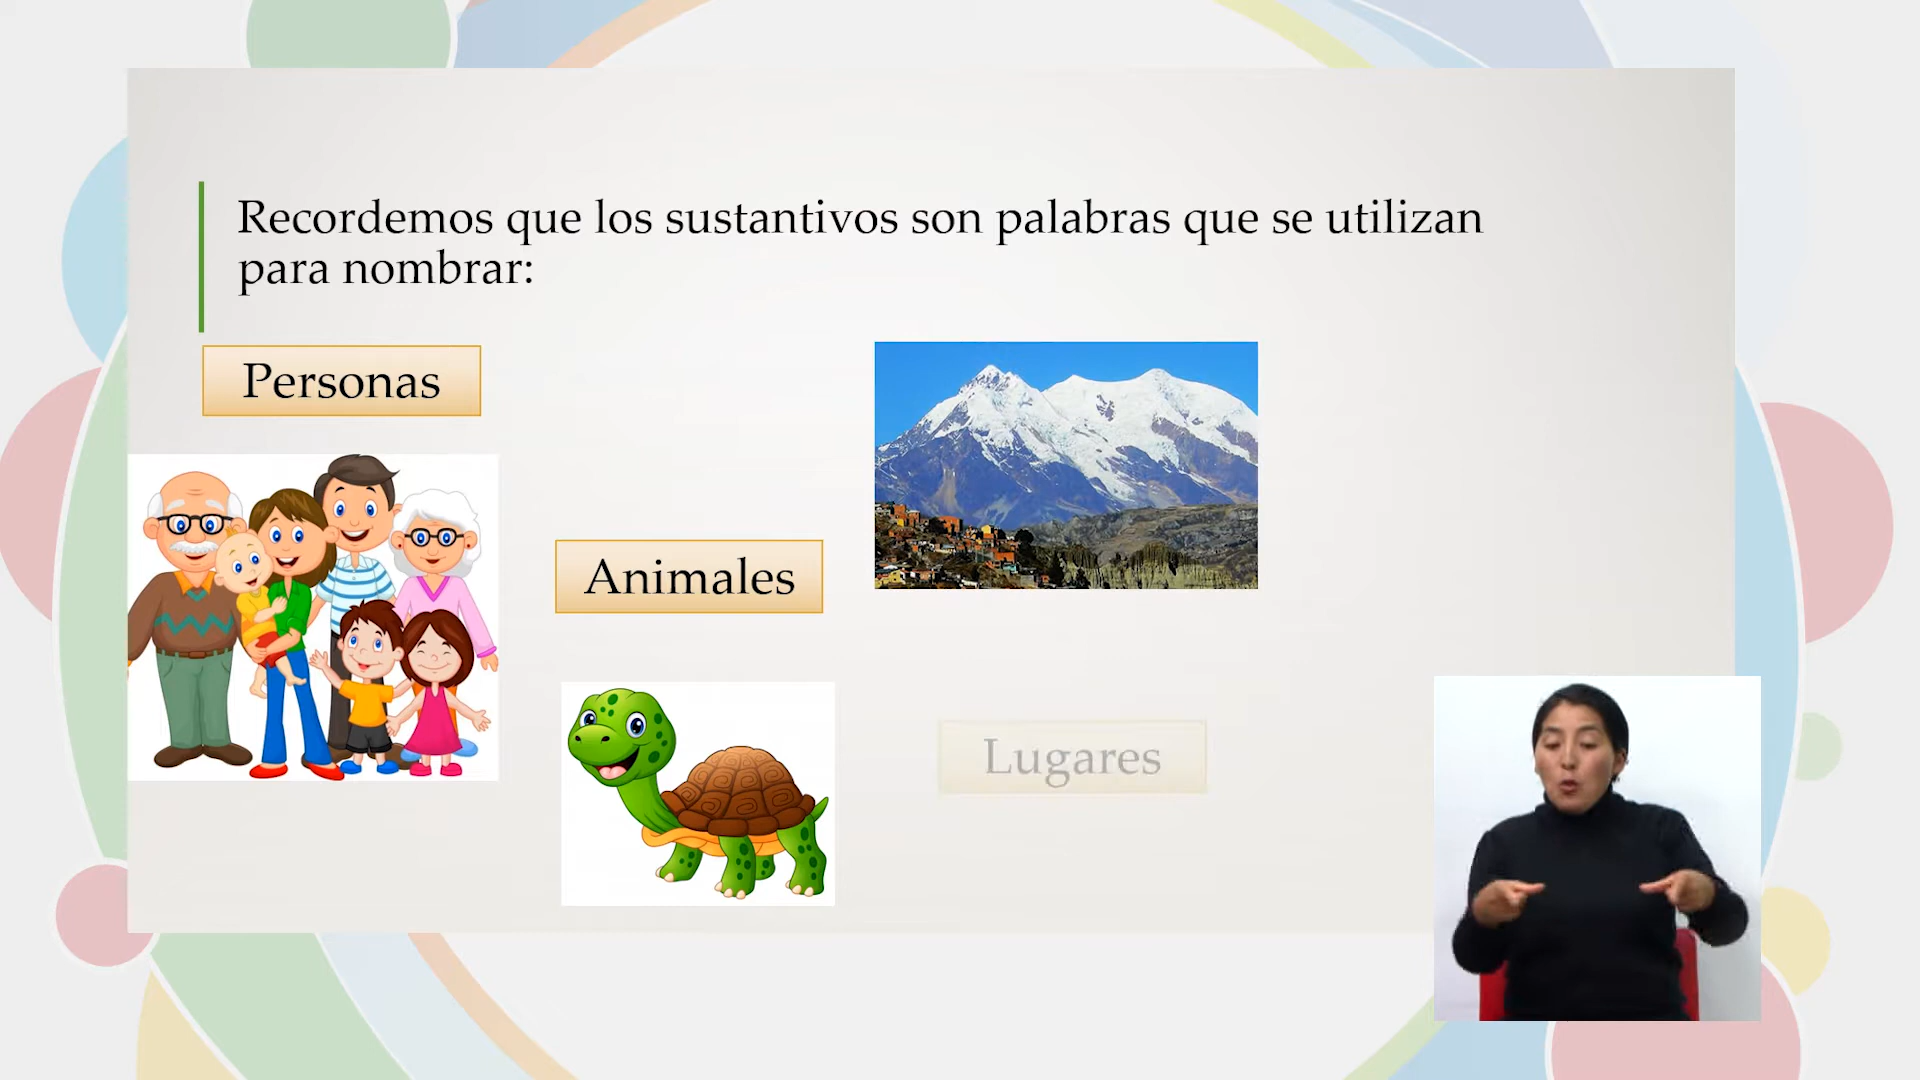 Recordemos que los sustantivos son palabras que se utilizan
para nombrar:
Personas
Animales
Lugares